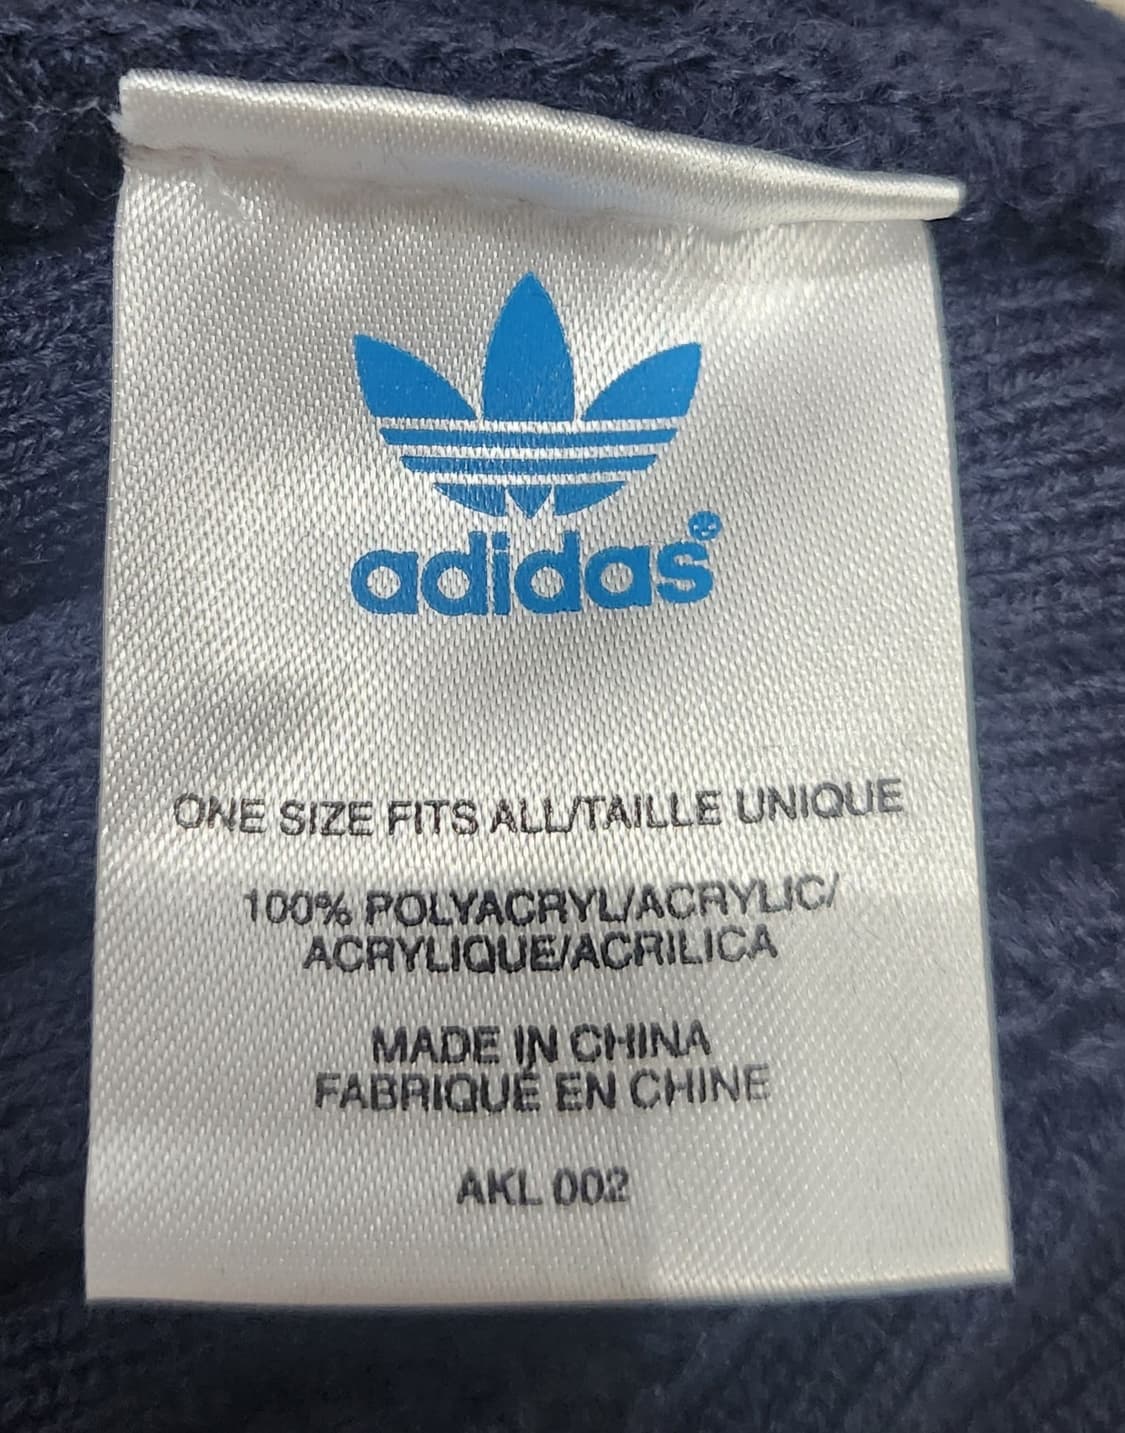 adidas®
ONE SIZE FITS ALL/TAILLE UNIQUE
100% POLYACRYL/ACRYLIC/
ACRYLIQUE/ACRILICA
MADE IN CHINA
FABRIQUÉ EN CHINE
AKL 002